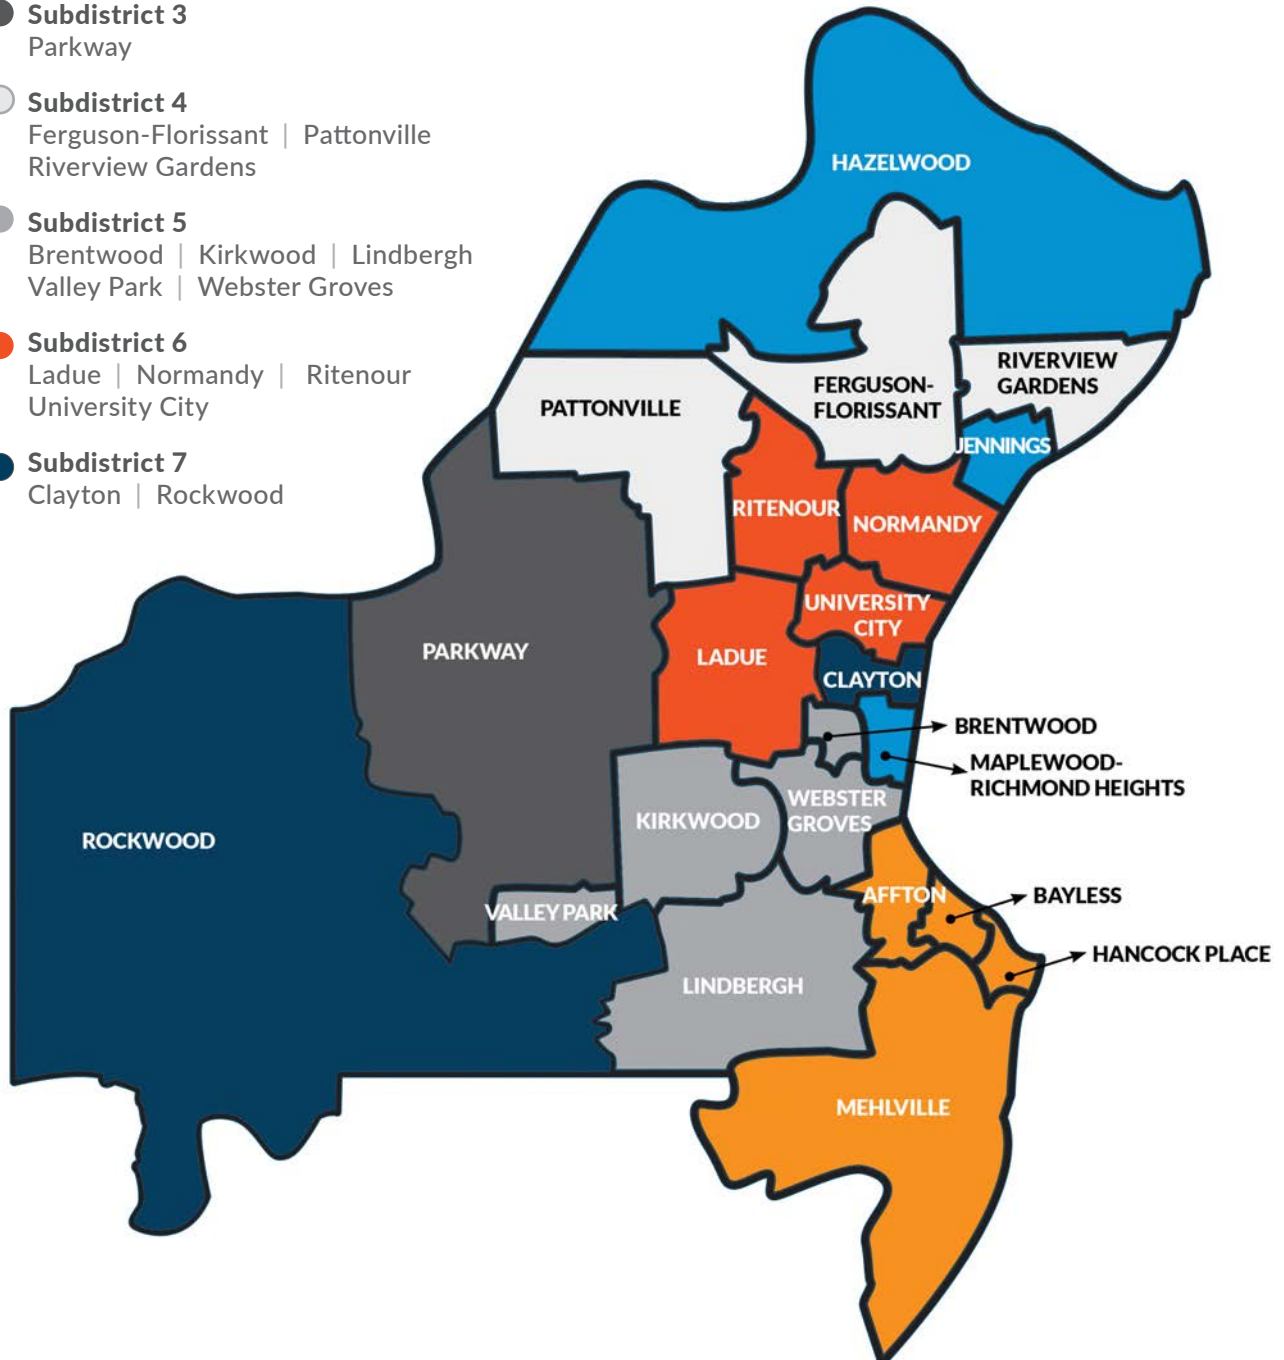 Subdistrict 3
Parkway
Subdistrict 4
Ferguson-Florissant | Pattonville
Riverview Gardens
Subdistrict 5
Brentwood | Kirkwood | Lindbergh
Valley Park | Webster Groves
Subdistrict 6
Ladue | Normandy | Ritenour
University City
Subdistrict 7
Clayton | Rockwood
HAZELWOOD
RIVERVIEW
GARDENS
FERGUSON-
FLORISSANT
PATTONVILLE
JENNINGS
RITENOUR
NORMANDY
UNIVERSITY
CITY
PARKWAY
LADUE
CLAYTON
BRENTWOOD
MAPLEWOOD-
RICHMOND HEIGHTS
WEBSTER
GROVES
KIRKWOOD
ROCKWOOD
AFFTON
BAYLESS
VALLEY PARK
HANCOCK PLACE
LINDBERGH
MEHLVILLE